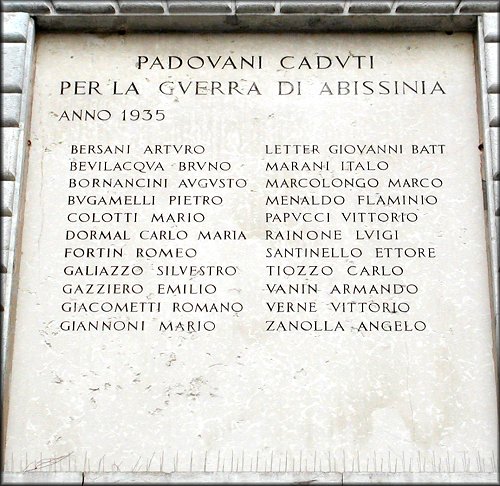 PADOVANI CADVTI
PER LA GVERRA DI ABISSINIA
ANNO 1935
BERSANI ARTVRO
BEVILACQVA BRVNO
BORNANCINI AVGVSTO
BVGAMELLI PIETRO
COLOTTI MARIO
DORMAL CARLO MARIA
FORTIN ROMEO
GALIAZZO SILVESTRO
GAZZIERO EMILIO
GIACOMETTI ROMANO
GIANNONI MARIO
LETTER GIOVANNI BATT
MARANI ITALO
MARCOLONGO MARCO
MENALDO FLAMINIO
PAPVCCI VITTORIO
RAINONE LVIGI
SANTINELLO ETTORE
TIOZZO CARLO
VANIN ARMANDO
VERNE VITTORIO
ZANOLLA ANGELO